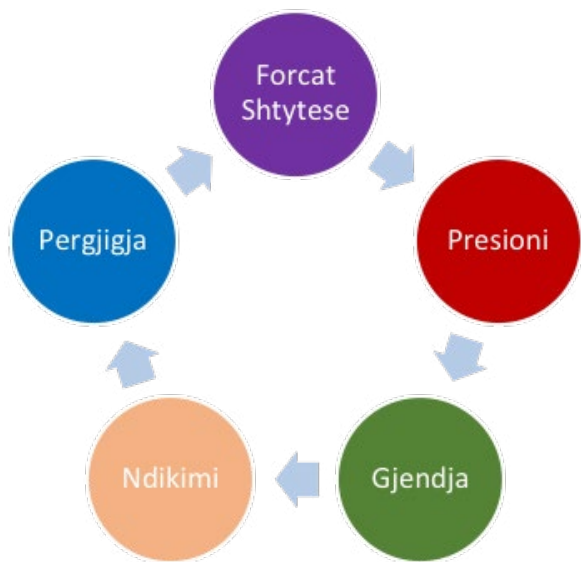 Forcat
Shtytese
Presioni
Gjendja
Ndikimi
Pergjigja